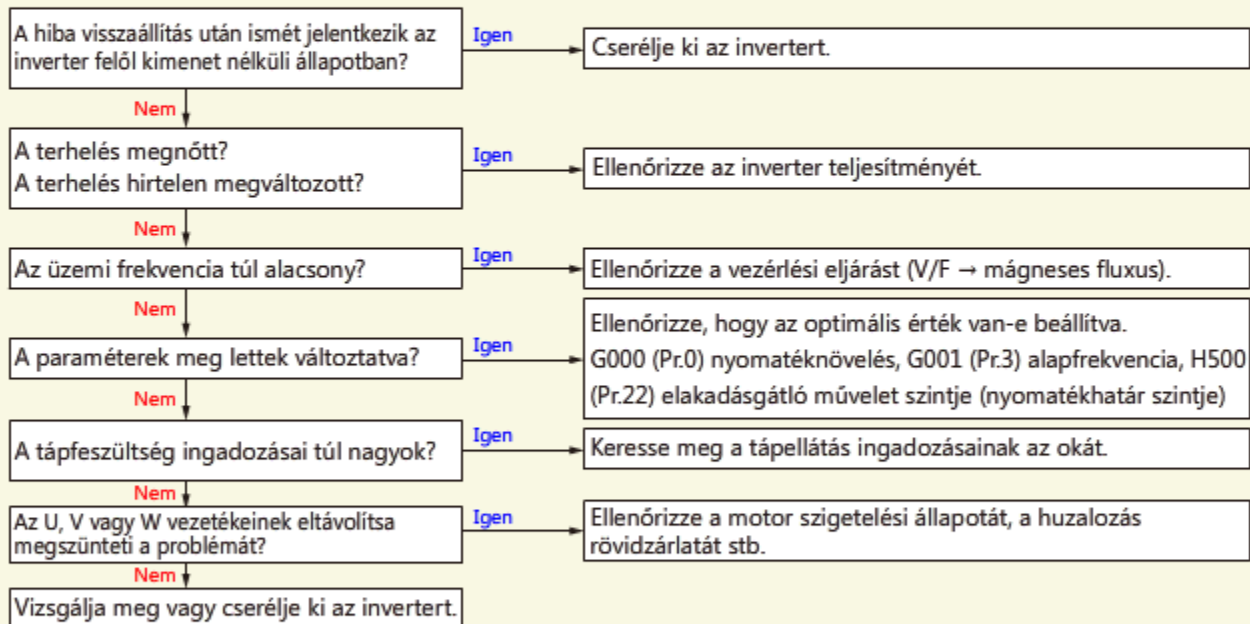 A hiba visszaállítás után ismét jelentkezik az
inverter felől kimenet nélküli állapotban?
Igen
Cserélje ki az invertert.
Nem
A terhelés megnőtt?
A terhelés hirtelen megváltozott?
Igen
Ellenőrizze az inverter teljesítményét.
Nem
Az üzemi frekvencia túl alacsony?
Igen
Ellenőrizze a vezérlési eljárást (V/F → mágneses fluxus).
Nem
A paraméterek meg lettek változtatva?
Igen
Ellenőrizze, hogy az optimális érték van-e beállítva.
G000 (Pr.0) nyomatéknövelés, G001 (Pr.3) alapfrekvencia, H500
(Pr.22) elakadásgátló művelet szintje (nyomatékhatár szintje)
Nem
A tápfeszültség ingadozásai túl nagyok?
Igen
Keresse meg a tápellátás ingadozásainak az okát.
Nem
Az U, V vagy W vezetékeinek eltávolítsa
megszünteti a problémát?
Igen
Ellenőrizze a motor szigetelési állapotát, a huzalozás
rövidzárlatát stb.
Nem
Vizsgálja meg vagy cserélje ki az invertert.